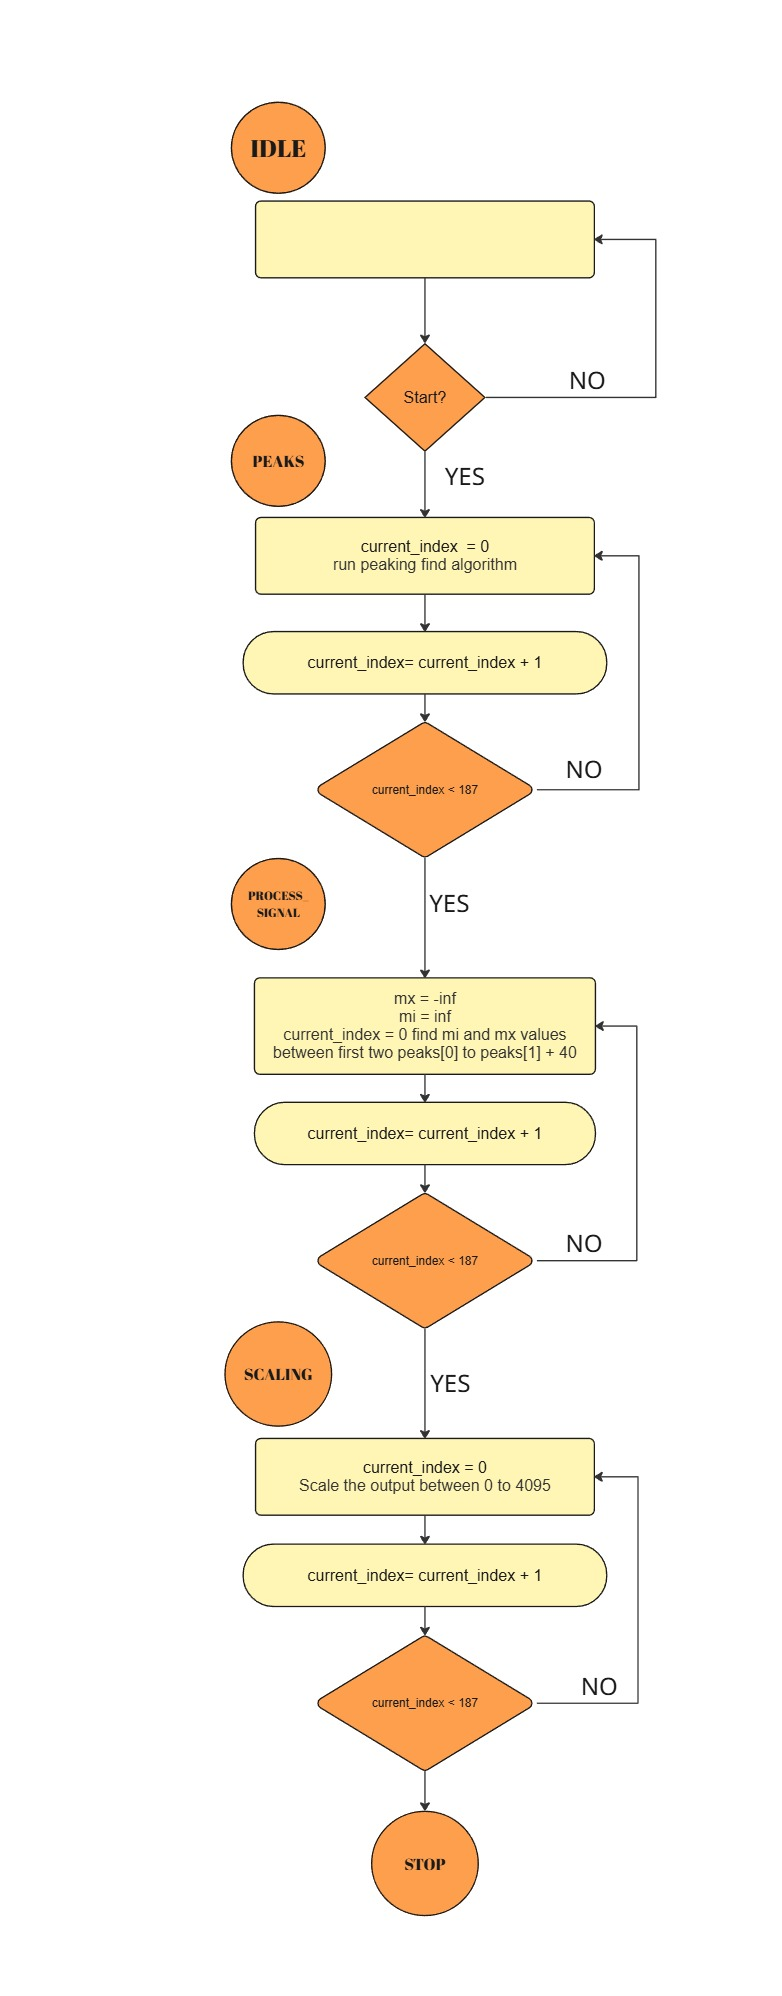 IDLE
Start?
NO
PEAKS
YES
current_index  = 0
run peaking find algorithm
current_index= current_index + 1
current_index < 187
NO
PROCESS_
SIGNAL
YES
mx = -inf
mi = inf
current_index = 0 find mi and mx values
between first two peaks[0] to peaks[1] + 40
current_index= current_index + 1
current_index < 187
NO
SCALING
YES
current_index = 0
Scale the output between 0 to 4095
current_index= current_index + 1
current_index < 187
NO
STOP